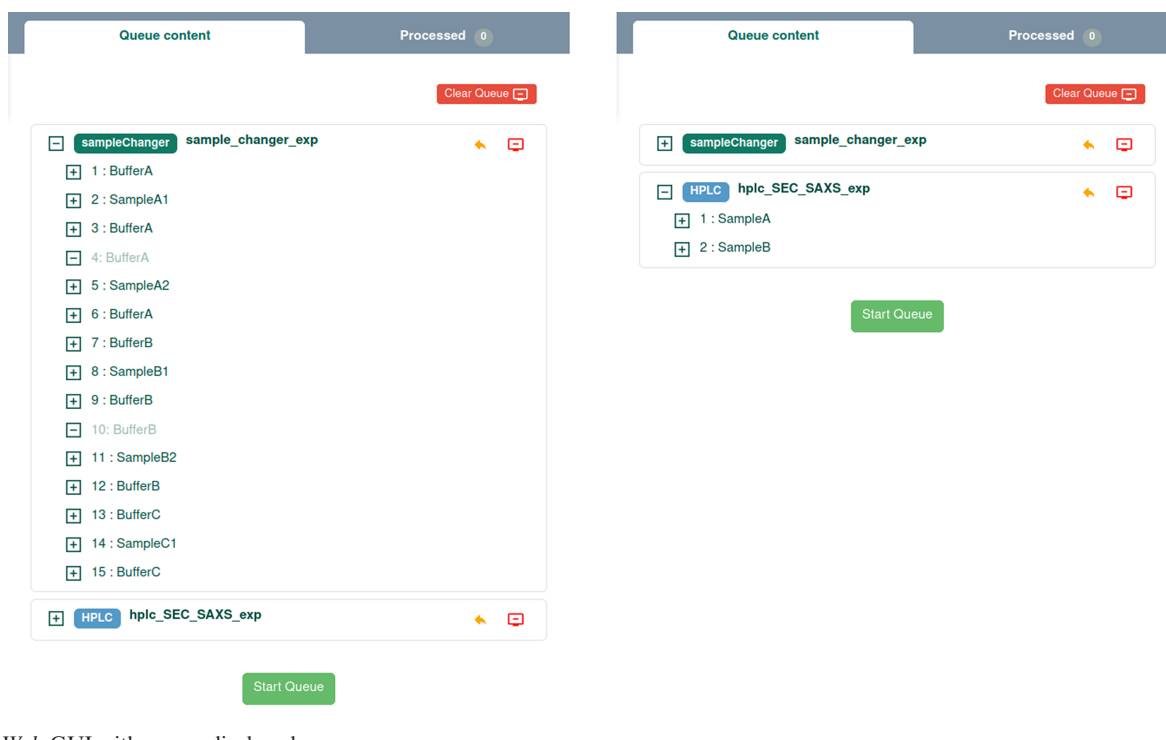 Queue content
Processed 0
Clear Queue
sampleChanger sample_changer_exp
1 : BufferA
2 : SampleA1
3 : BufferA
4: BufferA
5 : SampleA2
6 : BufferA
7 : BufferB
8 : SampleB1
9 : BufferB
10: BufferB
11 : SampleB2
12 : BufferB
13 : BufferC
14 : SampleC1
15 : BufferC
HPLC hplc_SEC_SAXS_exp
Start Queue
Queue content
Processed 0
Clear Queue
sampleChanger sample_changer_exp
HPLC hplc_SEC_SAXS_exp
1 : SampleA
2 : SampleB
Start Queue